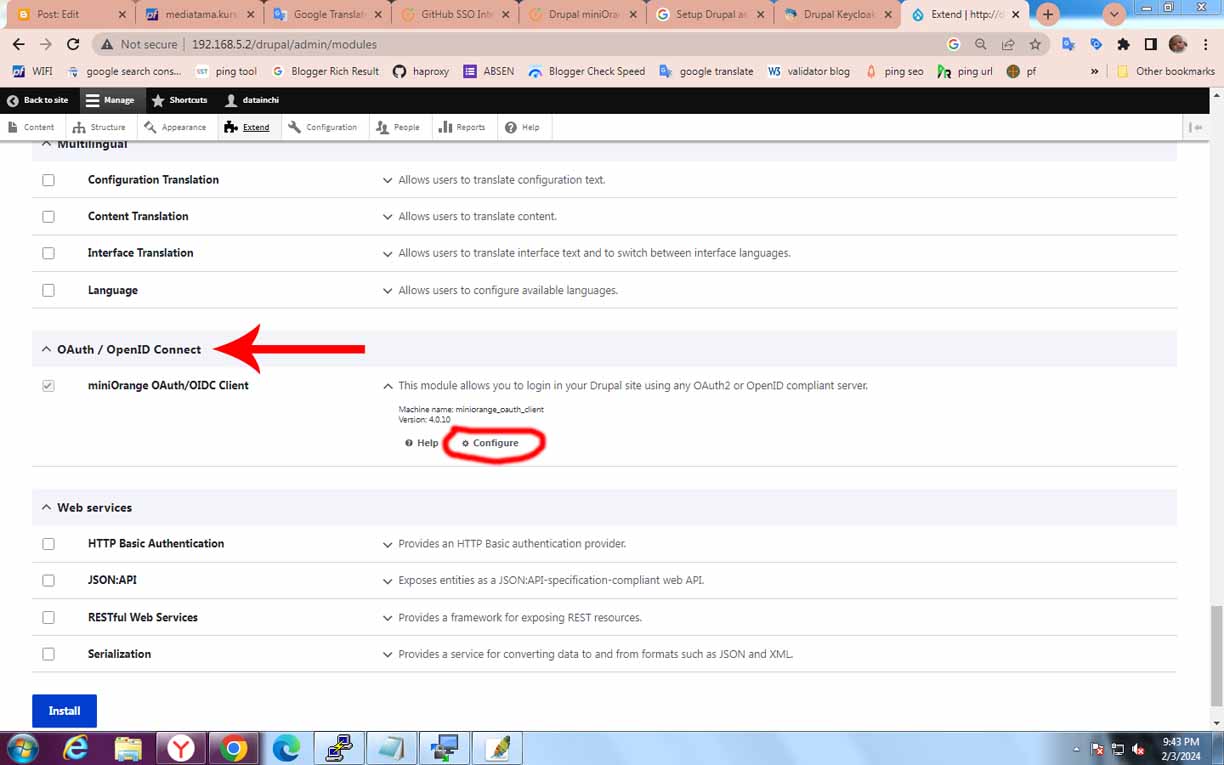 Post: Edit
mediatama.kurs
Google Translat
GitHub SSO Inte
Drupal miniOran
Setup Drupal as
Drupal Keycloak
Extend | http://d
Not secure | 192.168.5.2/drupal/admin/modules
WIFI
google search cons...
ping tool
Blogger Rich Result
haproxy
ABSEN
Blogger Check Speed
google translate
validator blog
ping seo
ping url
pf
»
Other bookmarks
Back to site
Manage
Shortcuts
datainchi
Content
Structure
Appearance
Extend
Configuration
People
Reports
Help
Multilingual
Configuration Translation
Allows users to translate configuration text.
Content Translation
Allows users to translate content.
Interface Translation
Allows users to translate interface text and to switch between interface languages.
Language
Allows users to configure available languages.
OAuth / OpenID Connect
miniOrange OAuth/OIDC Client
This module allows you to login in your Drupal site using any OAuth2 or OpenID compliant server.
Machine name: miniorange_oauth_client
Version: 4.0.10
Help
Configure
Web services
HTTP Basic Authentication
Provides an HTTP Basic authentication provider.
JSON:API
Exposes entities as a JSON:API-specification-compliant web API.
RESTful Web Services
Provides a framework for exposing REST resources.
Serialization
Provides a service for converting data to and from formats such as JSON and XML.
Install
9:43 PM
2/3/2024